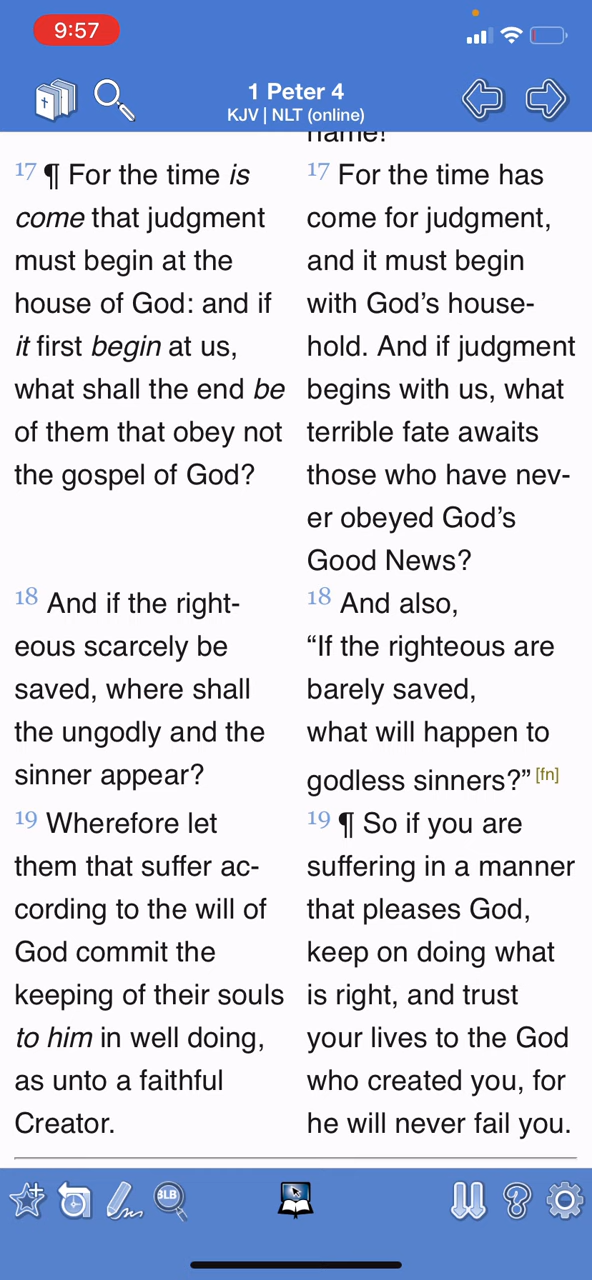 9:57
1 Peter 4
KJV | NLT (online)
name!
17 ¶ For the time is
come that judgment
must begin at the
house of God: and if
it first begin at us,
what shall the end be
of them that obey not
the gospel of God?
17 For the time has
come for judgment,
and it must begin
with God’s house-
hold. And if judgment
begins with us, what
terrible fate awaits
those who have nev-
er obeyed God’s
Good News?
18 And if the right-
eous scarcely be
saved, where shall
the ungodly and the
sinner appear?
18 And also,
“If the righteous are
barely saved,
what will happen to
godless sinners?” [fn]
19 Wherefore let
them that suffer ac-
cording to the will of
God commit the
keeping of their souls
to him in well doing,
as unto a faithful
Creator.
19 ¶ So if you are
suffering in a manner
that pleases God,
keep on doing what
is right, and trust
your lives to the God
who created you, for
he will never fail you.
BLB